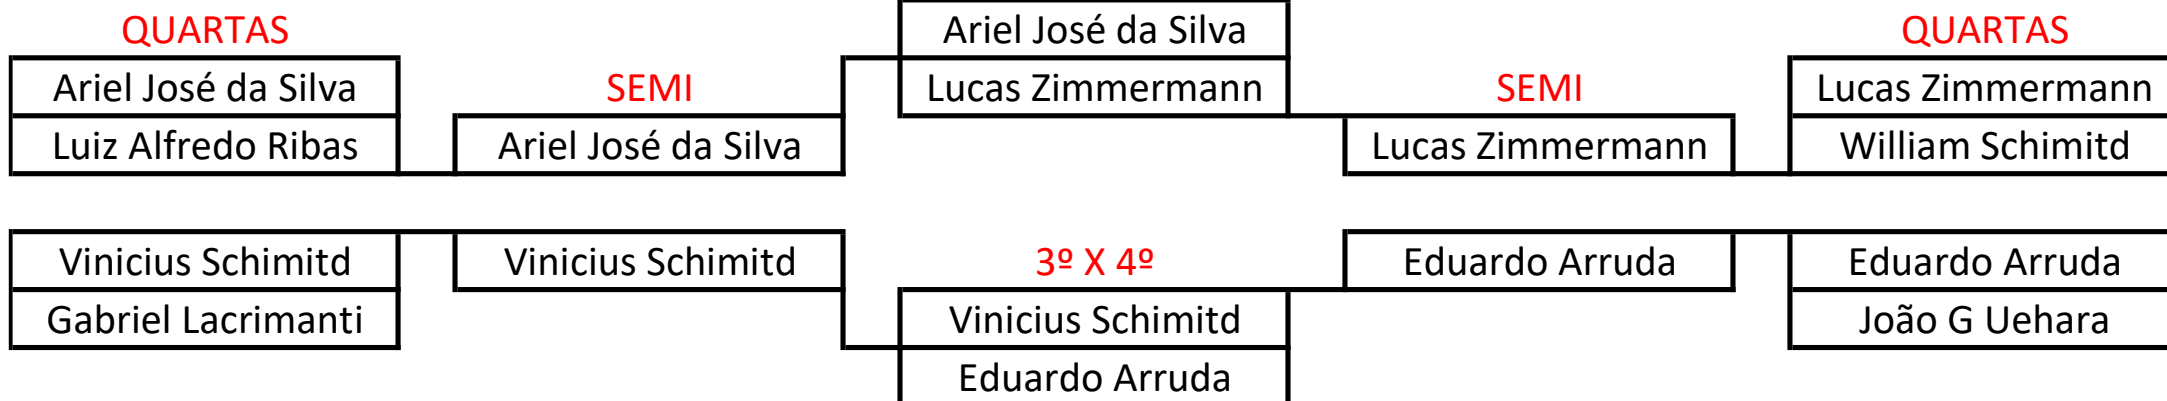 QUARTAS
Ariel José da Silva
Luiz Alfredo Ribas
Vinicius Schimitd
Gabriel Lacrimanti
SEMI
Ariel José da Silva
Vinicius Schimitd
Ariel José da Silva
Lucas Zimmermann
3º X 4º
Vinicius Schimitd
Eduardo Arruda
SEMI
Lucas Zimmermann
Eduardo Arruda
QUARTAS
Lucas Zimmermann
William Schimitd
Eduardo Arruda
João G Uehara